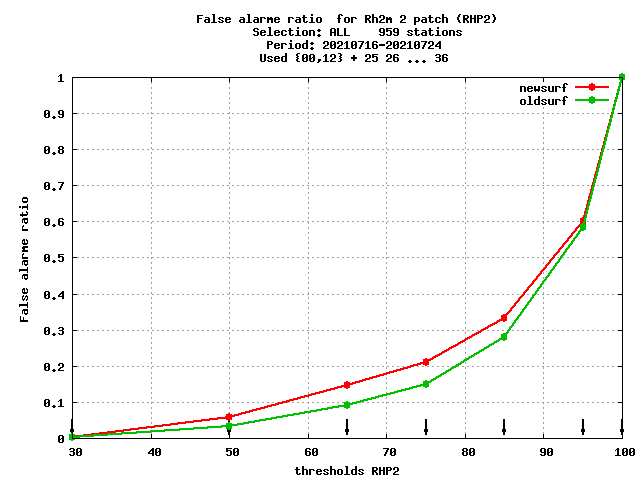 False alarme ratio  for Rh2m 2 patch (RHP2)
Selection: ALL    959 stations
Period: 20210716-20210724
Used {00,12} + 25 26 ... 36
newsurf
oldsurf
1
0.9
0.8
0.7
0.6
0.5
0.4
0.3
0.2
0.1
0
False alarme ratio
30 40 50 60 70 80 90 100
thresholds RHP2